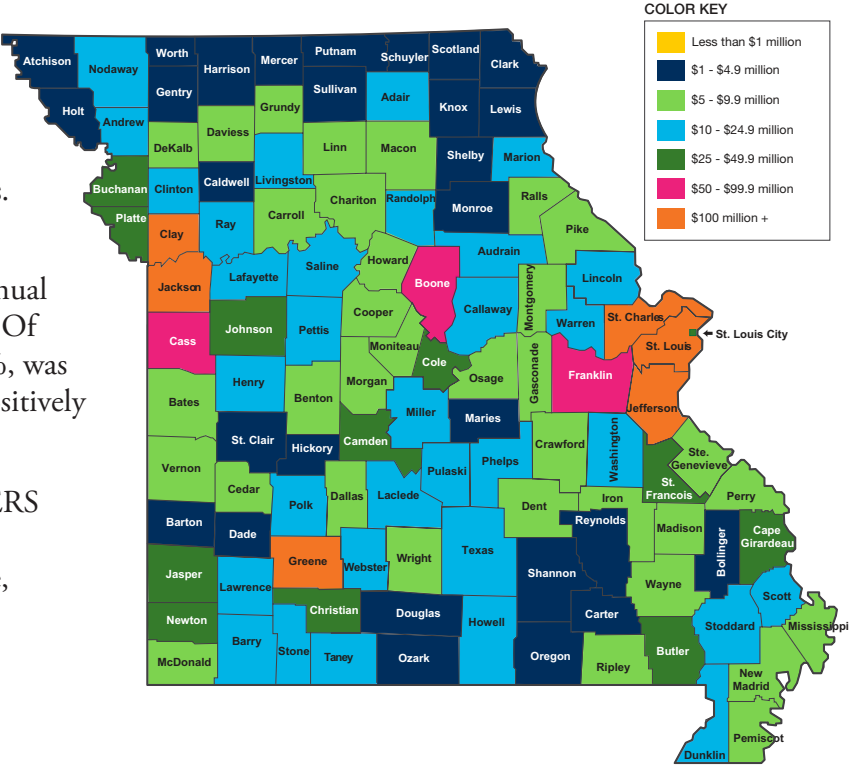 s.
nual
Of
%, was
sitively
ERS
,
COLOR KEY
Less than $1 million
$1 - $4.9 million
$5 - $9.9 million
$10 - $24.9 million
$25 - $49.9 million
$50 - $99.9 million
$100 million +
Atchison
Nodaway
Worth
Harrison
Mercer
Putnam
Schuyler
Scotland
Clark
Holt
Andrew
Gentry
Grundy
Sullivan
Adair
Knox
Lewis
DeKalb
Daviess
Linn
Macon
Shelby
Marion
Buchanan
Clinton
Caldwell
Livingston
Chariton
Randolph
Monroe
Ralls
Platte
Clay
Ray
Carroll
Pike
Jackson
Lafayette
Saline
Howard
Boone
Audrain
Callaway
Montgomery
Lincoln
Warren
St. Charles
St. Louis City
St. Louis
Cass
Johnson
Pettis
Cooper
Moniteau
Cole
Osage
Gasconade
Franklin
Jefferson
Bates
Henry
Benton
Morgan
Miller
Maries
St. Clair
Hickory
Camden
Pulaski
Phelps
Crawford
Washington
Ste.
Genevieve
St.
Francois
Perry
Vernon
Cedar
Polk
Dallas
Laclede
Dent
Iron
Reynolds
Madison
Bollinger
Cape
Girardeau
Barton
Dade
Greene
Webster
Wright
Texas
Shannon
Wayne
Scott
Jasper
Lawrence
Christian
Douglas
Howell
Carter
Stoddard
Mississippi
Newton
McDonald
Barry
Stone
Taney
Ozark
Oregon
Ripley
Butler
New
Madrid
Pemiscot
Dunklin